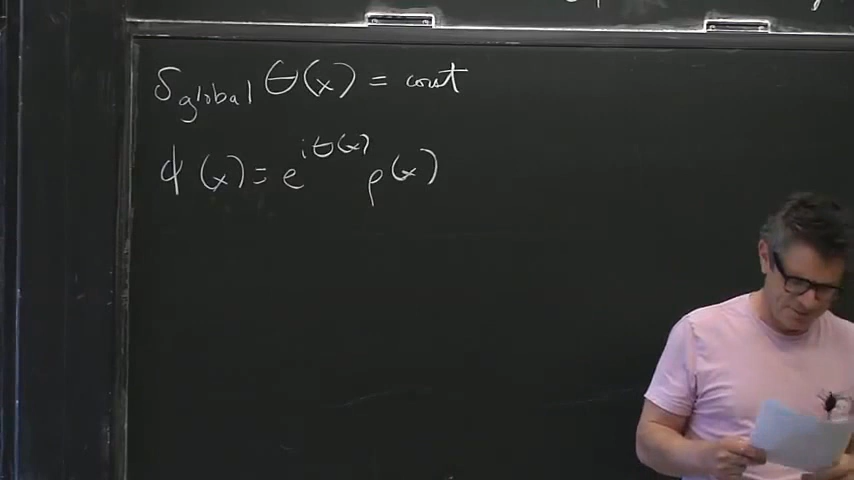 δ_global θ(x) = const
ϕ(x) = e^{iθ(x)} ρ(x)